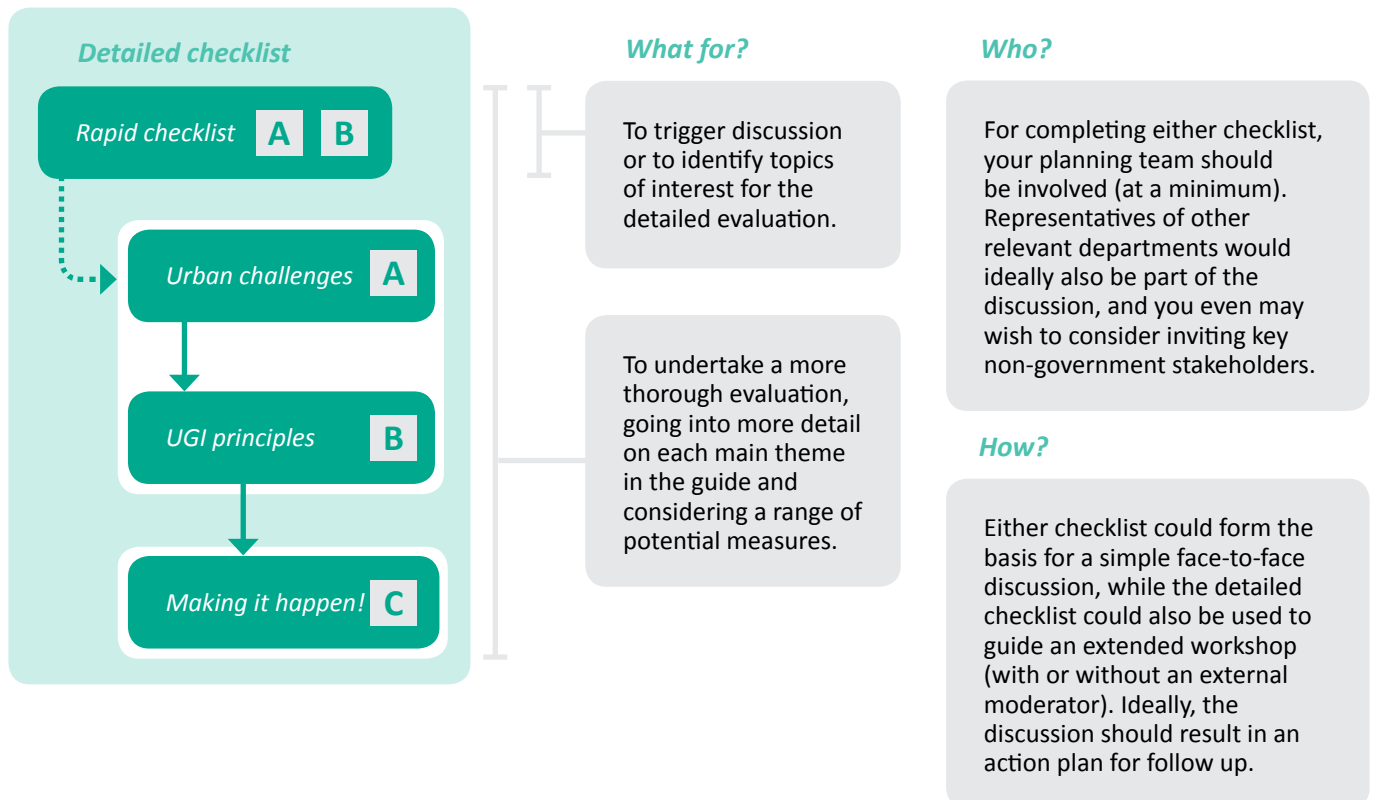 Detailed checklist
Rapid checklist A B
Urban challenges A
UGI principles B
Making it happen! C
What for?
To trigger discussion
or to identify topics
of interest for the
detailed evaluation.
To undertake a more
thorough evaluation,
going into more detail
on each main theme
in the guide and
considering a range of
potential measures.
Who?
For completing either checklist,
your planning team should
be involved (at a minimum).
Representatives of other
relevant departments would
ideally also be part of the
discussion, and you even may
wish to consider inviting key
non-government stakeholders.
How?
Either checklist could form the
basis for a simple face-to-face
discussion, while the detailed
checklist could also be used to
guide an extended workshop
(with or without an external
moderator). Ideally, the
discussion should result in an
action plan for follow up.